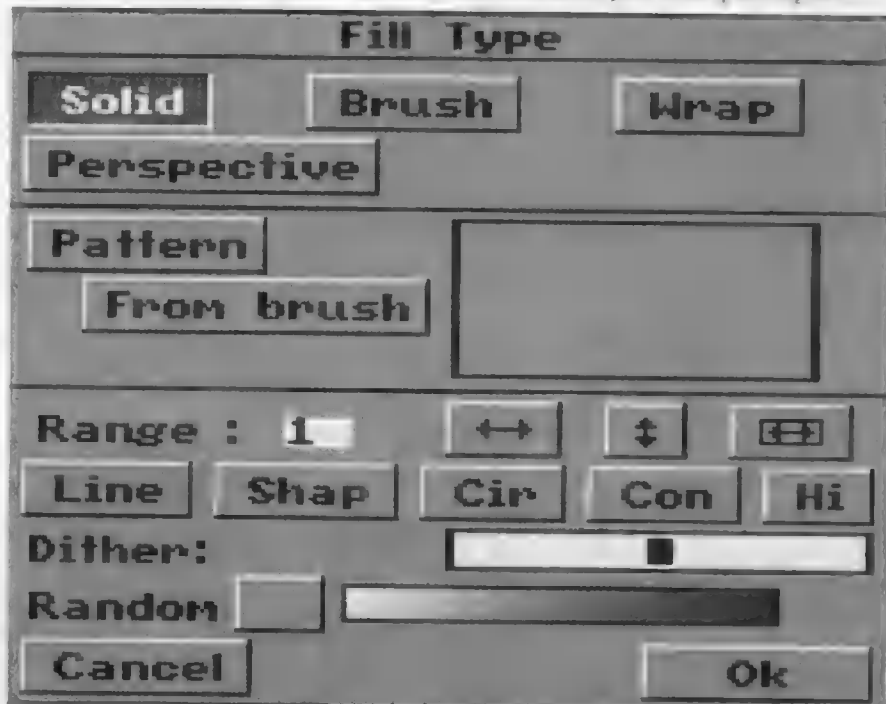 Fill Type
Solid Brush Wrap
Perspective
Pattern
From brush
Range : 1
Line Shap Cir Con Hi
Dither:
Random
Cancel Ok